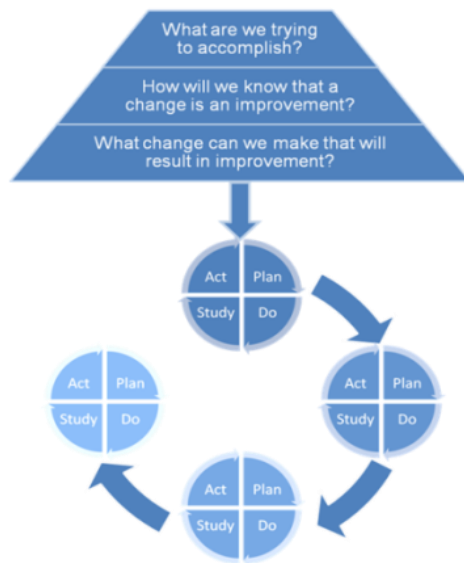 What are we trying
to accomplish?
How will we know that a
change is an improvement?
What change can we make that will
result in improvement?
Act Plan
Study Do
Act Plan
Study Do
Act Plan
Study Do
Act Plan
Study Do